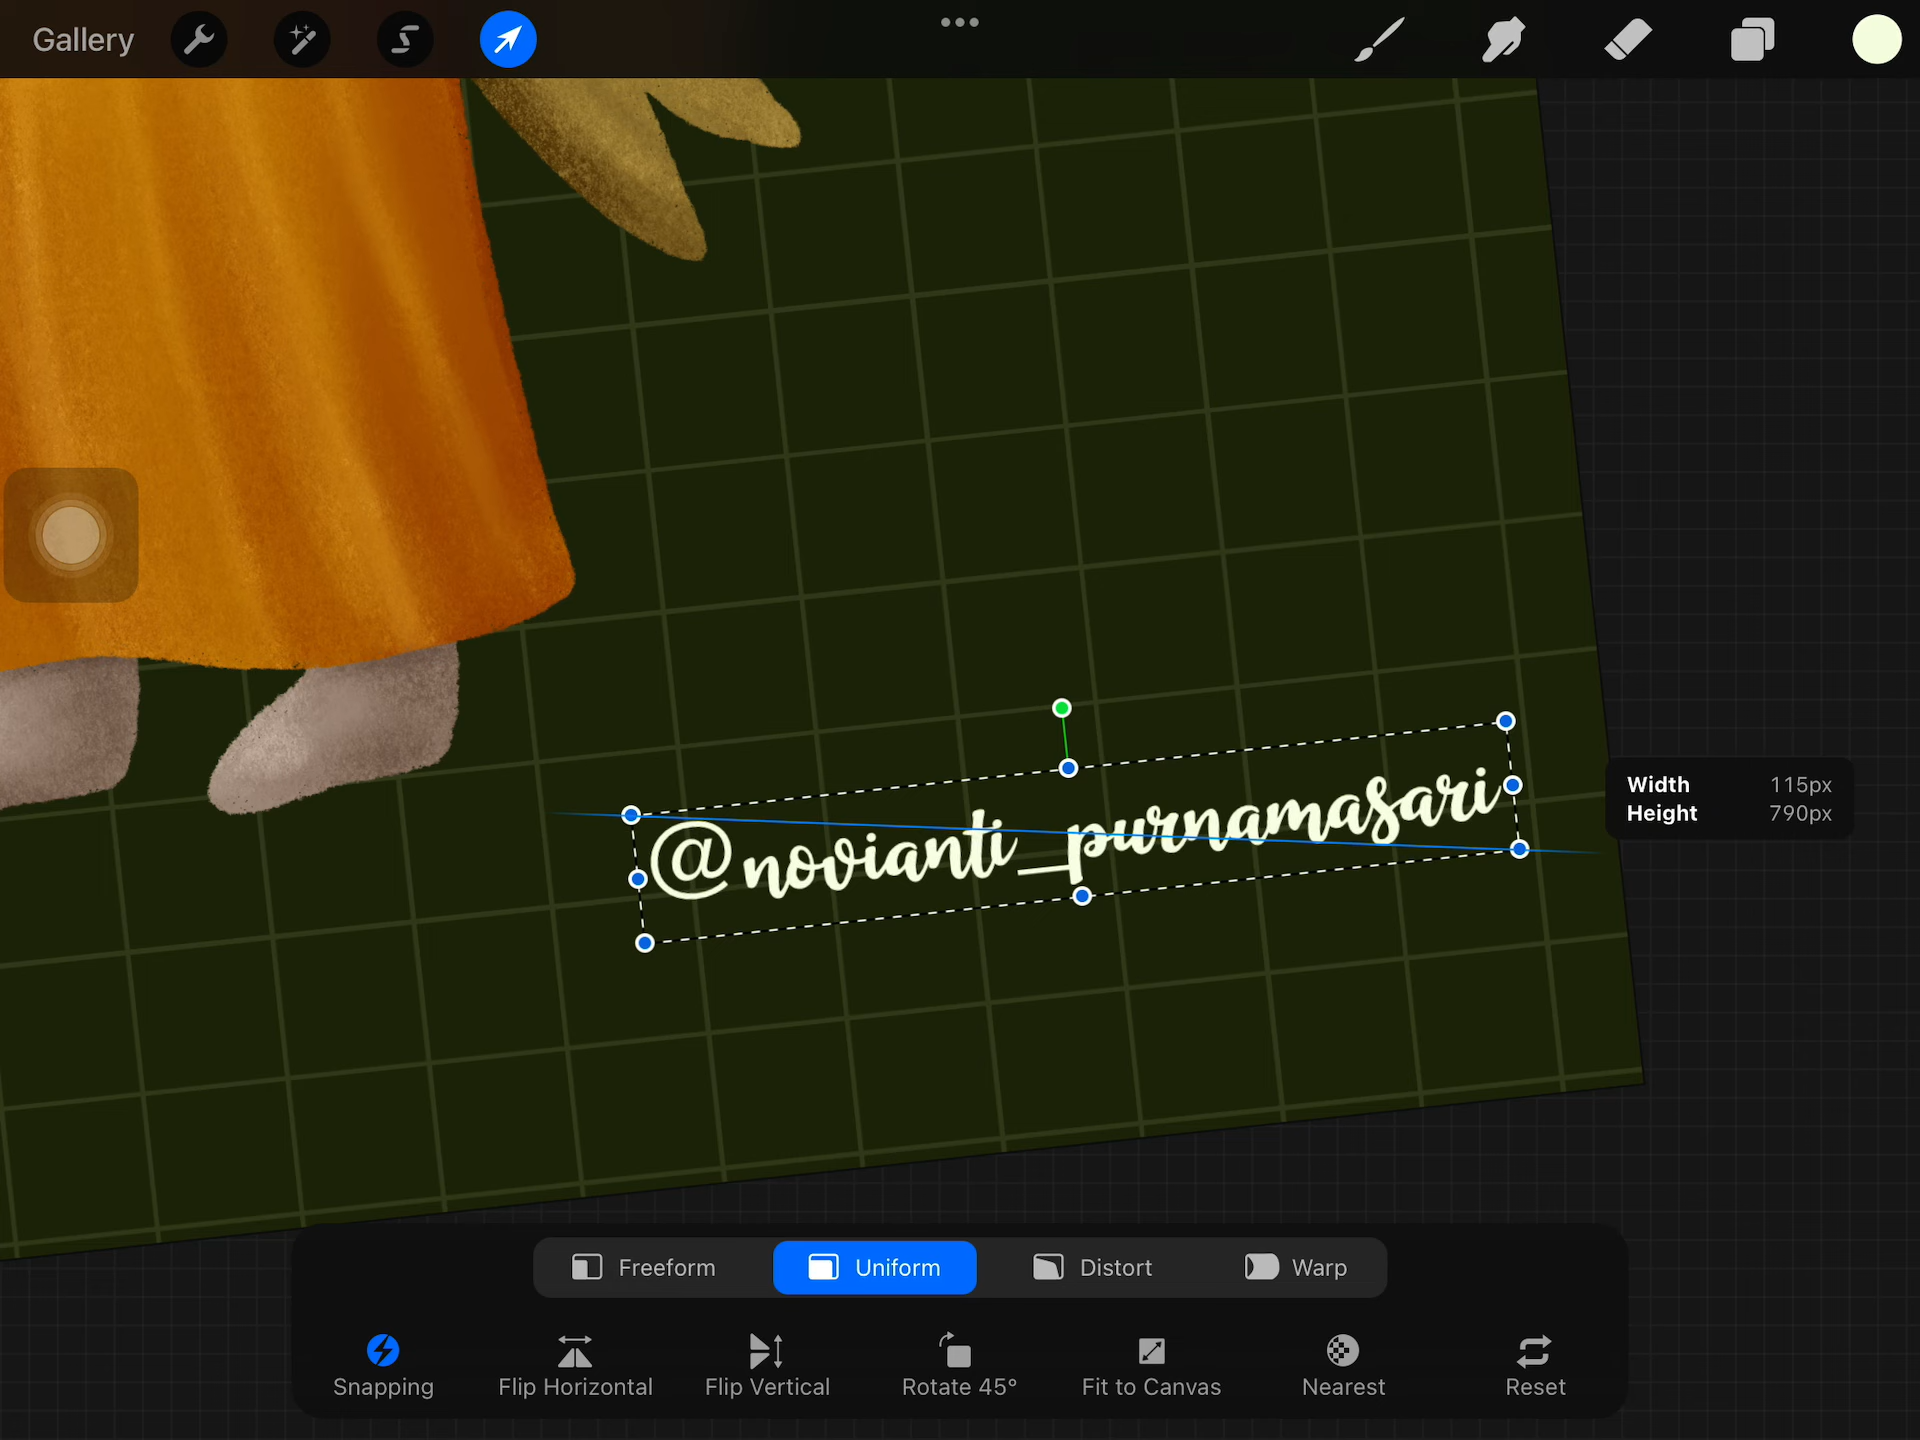 Gallery
@novianti_purnamasari
Width 115px
Height 790px
Freeform Uniform Distort Warp
Snapping Flip Horizontal Flip Vertical Rotate 45° Fit to Canvas Nearest Reset